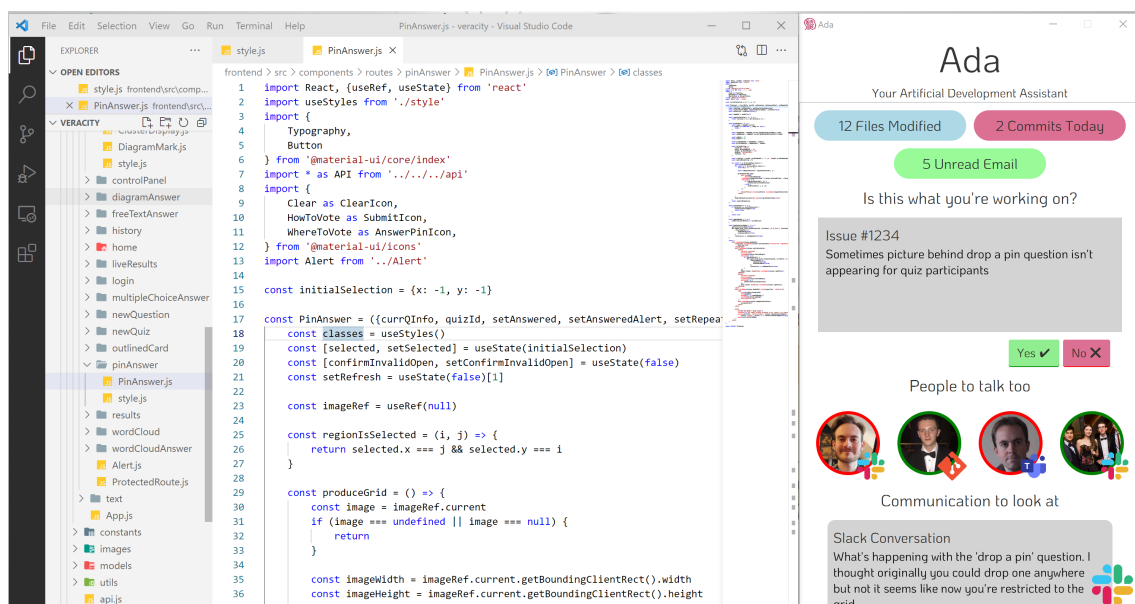 File Edit Selection View Go Run Terminal Help PinAnswer.js - veracity - Visual Studio Code
EXPLORER
OPEN EDITORS
style.js frontend\src\comp...
PinAnswer.js frontend\src\...
VERACITY
ClusterDisplay.js
DiagramMark.js
style.js
controlPanel
diagramAnswer
freeTextAnswer
history
home
liveResults
login
multipleChoiceAnswer
newQuestion
newQuiz
outlinedCard
pinAnswer
PinAnswer.js
style.js
results
wordCloud
wordCloudAnswer
Alert.js
ProtectedRoute.js
text
App.js
constants
images
models
utils
api.js
style.js PinAnswer.js
frontend > src > components > routes > pinAnswer > PinAnswer.js > PinAnswer > classes
1 import React, {useRef, useState} from 'react'
2 import useStyles from './style'
3 import {
4 Typography,
5 Button
6 } from '@material-ui/core/index'
7 import * as API from '../../../api'
8 import {
9 Clear as ClearIcon,
10 HowToVote as SubmitIcon,
11 WhereToVote as AnswerPinIcon,
12 } from '@material-ui/icons'
13 import Alert from '../Alert'
14
15 const initialSelection = {x: -1, y: -1}
16
17 const PinAnswer = ({currQInfo, quizId, setAnswered, setAnsweredAlert, setRepeat
18 const classes = useStyles()
19 const [selected, setSelected] = useState(initialSelection)
20 const [confirmInvalidOpen, setConfirmInvalidOpen] = useState(false)
21 const setRefresh = useState(false)[1]
22
23 const imageRef = useRef(null)
24
25 const regionIsSelected = (i, j) => {
26 return selected.x === j && selected.y === i
27 }
28
29 const produceGrid = () => {
30 const image = imageRef.current
31 if (image === undefined || image === null) {
32 return
33 }
34
35 const imageWidth = imageRef.current.getBoundingClientRect().width
36 const imageHeight = imageRef.current.getBoundingClientRect().height
Ada
Ada
Your Artificial Development Assistant
12 Files Modified
2 Commits Today
5 Unread Email
Is this what you're working on?
Issue #1234
Sometimes picture behind drop a pin question isn't
appearing for quiz participants
Yes ✔ No ✖
People to talk too
Communication to look at
Slack Conversation
What's happening with the 'drop a pin' question. I
thought originally you could drop one anywhere
but not it seems like now you're restricted to the
grid